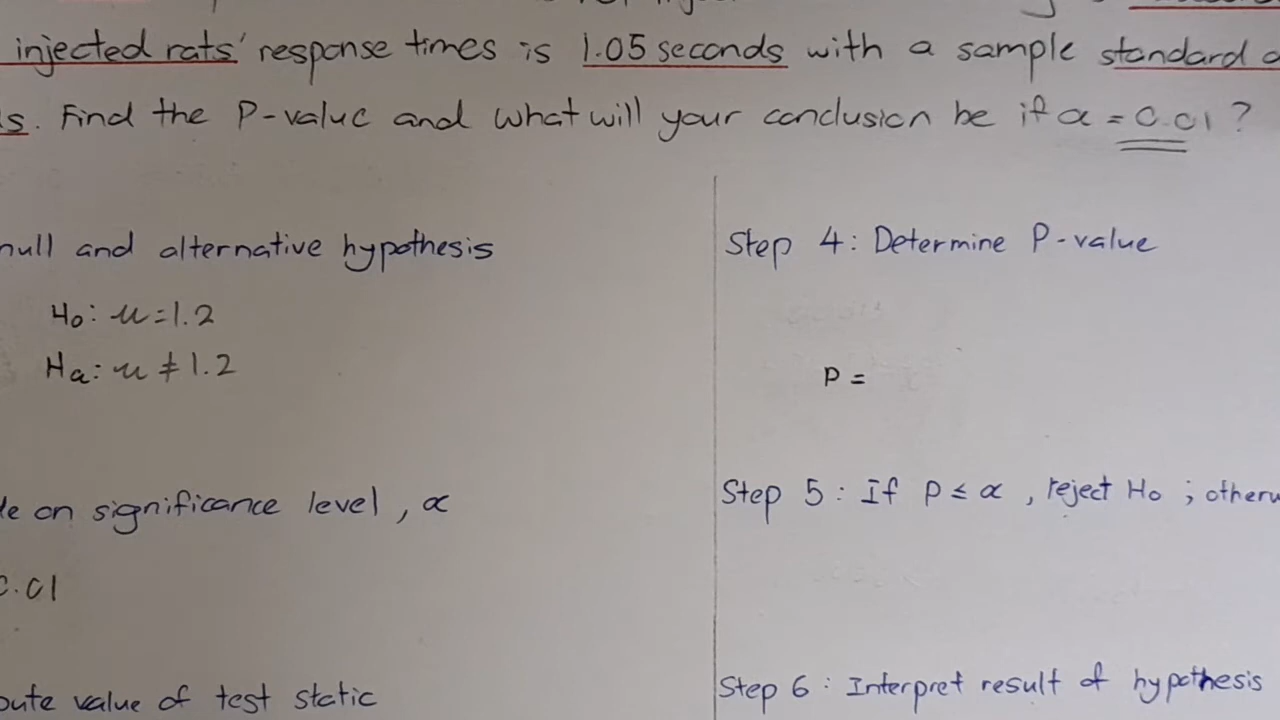 injected rats' response times is 1.05 seconds with a sample standard
s. Find the P-value and what will your conclusion be if α = 0.01 ?
null and alternative hypothesis
H₀: μ=1.2
Ha: μ ≠ 1.2
on significance level, α
0.01
value of test static
Step 4: Determine P-value
P =
Step 5: If P ≤ α, reject H₀; otherw
Step 6: Interpret result of hypothesis